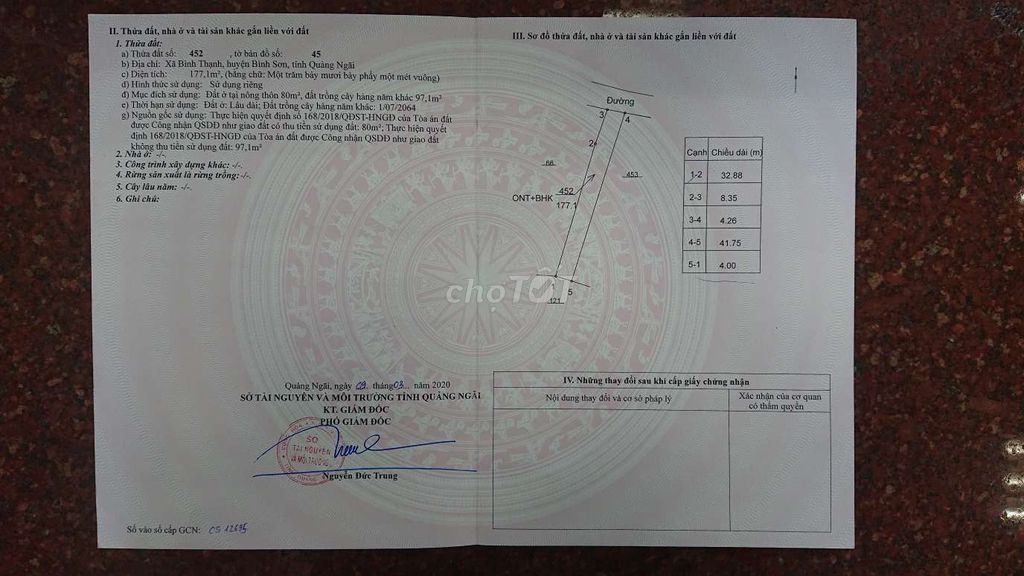 II. Thửa đất, nhà ở và tài sản khác gắn liền với đất
1. Thửa đất:
a) Thửa đất số: 452 , tờ bản đồ số: 45
b) Địa chỉ: Xã Bình Thạnh, huyện Bình Sơn, tỉnh Quảng Ngãi
c) Diện tích: 177,1m², (bằng chữ: Một trăm bảy mươi bảy phẩy một mét vuông)
d) Hình thức sử dụng: Sử dụng riêng
đ) Mục đích sử dụng: Đất ở tại nông thôn 80m², đất trồng cây hàng năm khác 97,1m²
e) Thời hạn sử dụng: Đất ở: Lâu dài; Đất trồng cây hàng năm khác: 1/07/2064
g) Nguồn gốc sử dụng: Thực hiện quyết định số 168/2018/QĐST-HNGĐ của Tòa án đất
được Công nhận QSDĐ như giao đất có thu tiền sử dụng đất: 80m²; Thực hiện quyết
định 168/2018/QĐST-HNGĐ của Tòa án đất được Công nhận QSDĐ như giao đất
không thu tiền sử dụng đất: 97,1m²
2. Nhà ở: -/-.
3. Công trình xây dựng khác: -/-.
4. Rừng sản xuất là rừng trồng:-/-.
5. Cây lâu năm: -/-.
6. Ghi chú:
Quảng Ngãi, ngày 09 tháng 03 năm 2020
SỞ TÀI NGUYÊN VÀ MÔI TRƯỜNG TỈNH QUẢNG NGÃI
KT. GIÁM ĐỐC
PHÓ GIÁM ĐỐC
SỞ
TÀI NGUYÊN
VÀ MÔI TRƯỜNG
Nguyễn Đức Trung
Số vào sổ cấp GCN:
III. Sơ đồ thửa đất, nhà ở và tài sản khác gắn liền với đất
Đường
3
4
2
66
453
452
ONT+BHK
177.1
1
5
121
Cạnh Chiều dài (m)
1-2 32.88
2-3 8.35
3-4 4.26
4-5 41.75
5-1 4.00
chợTỐT
IV. Những thay đổi sau khi cấp giấy chứng nhận
Nội dung thay đổi và cơ sở pháp lý
Xác nhận của cơ quan
có thẩm quyền